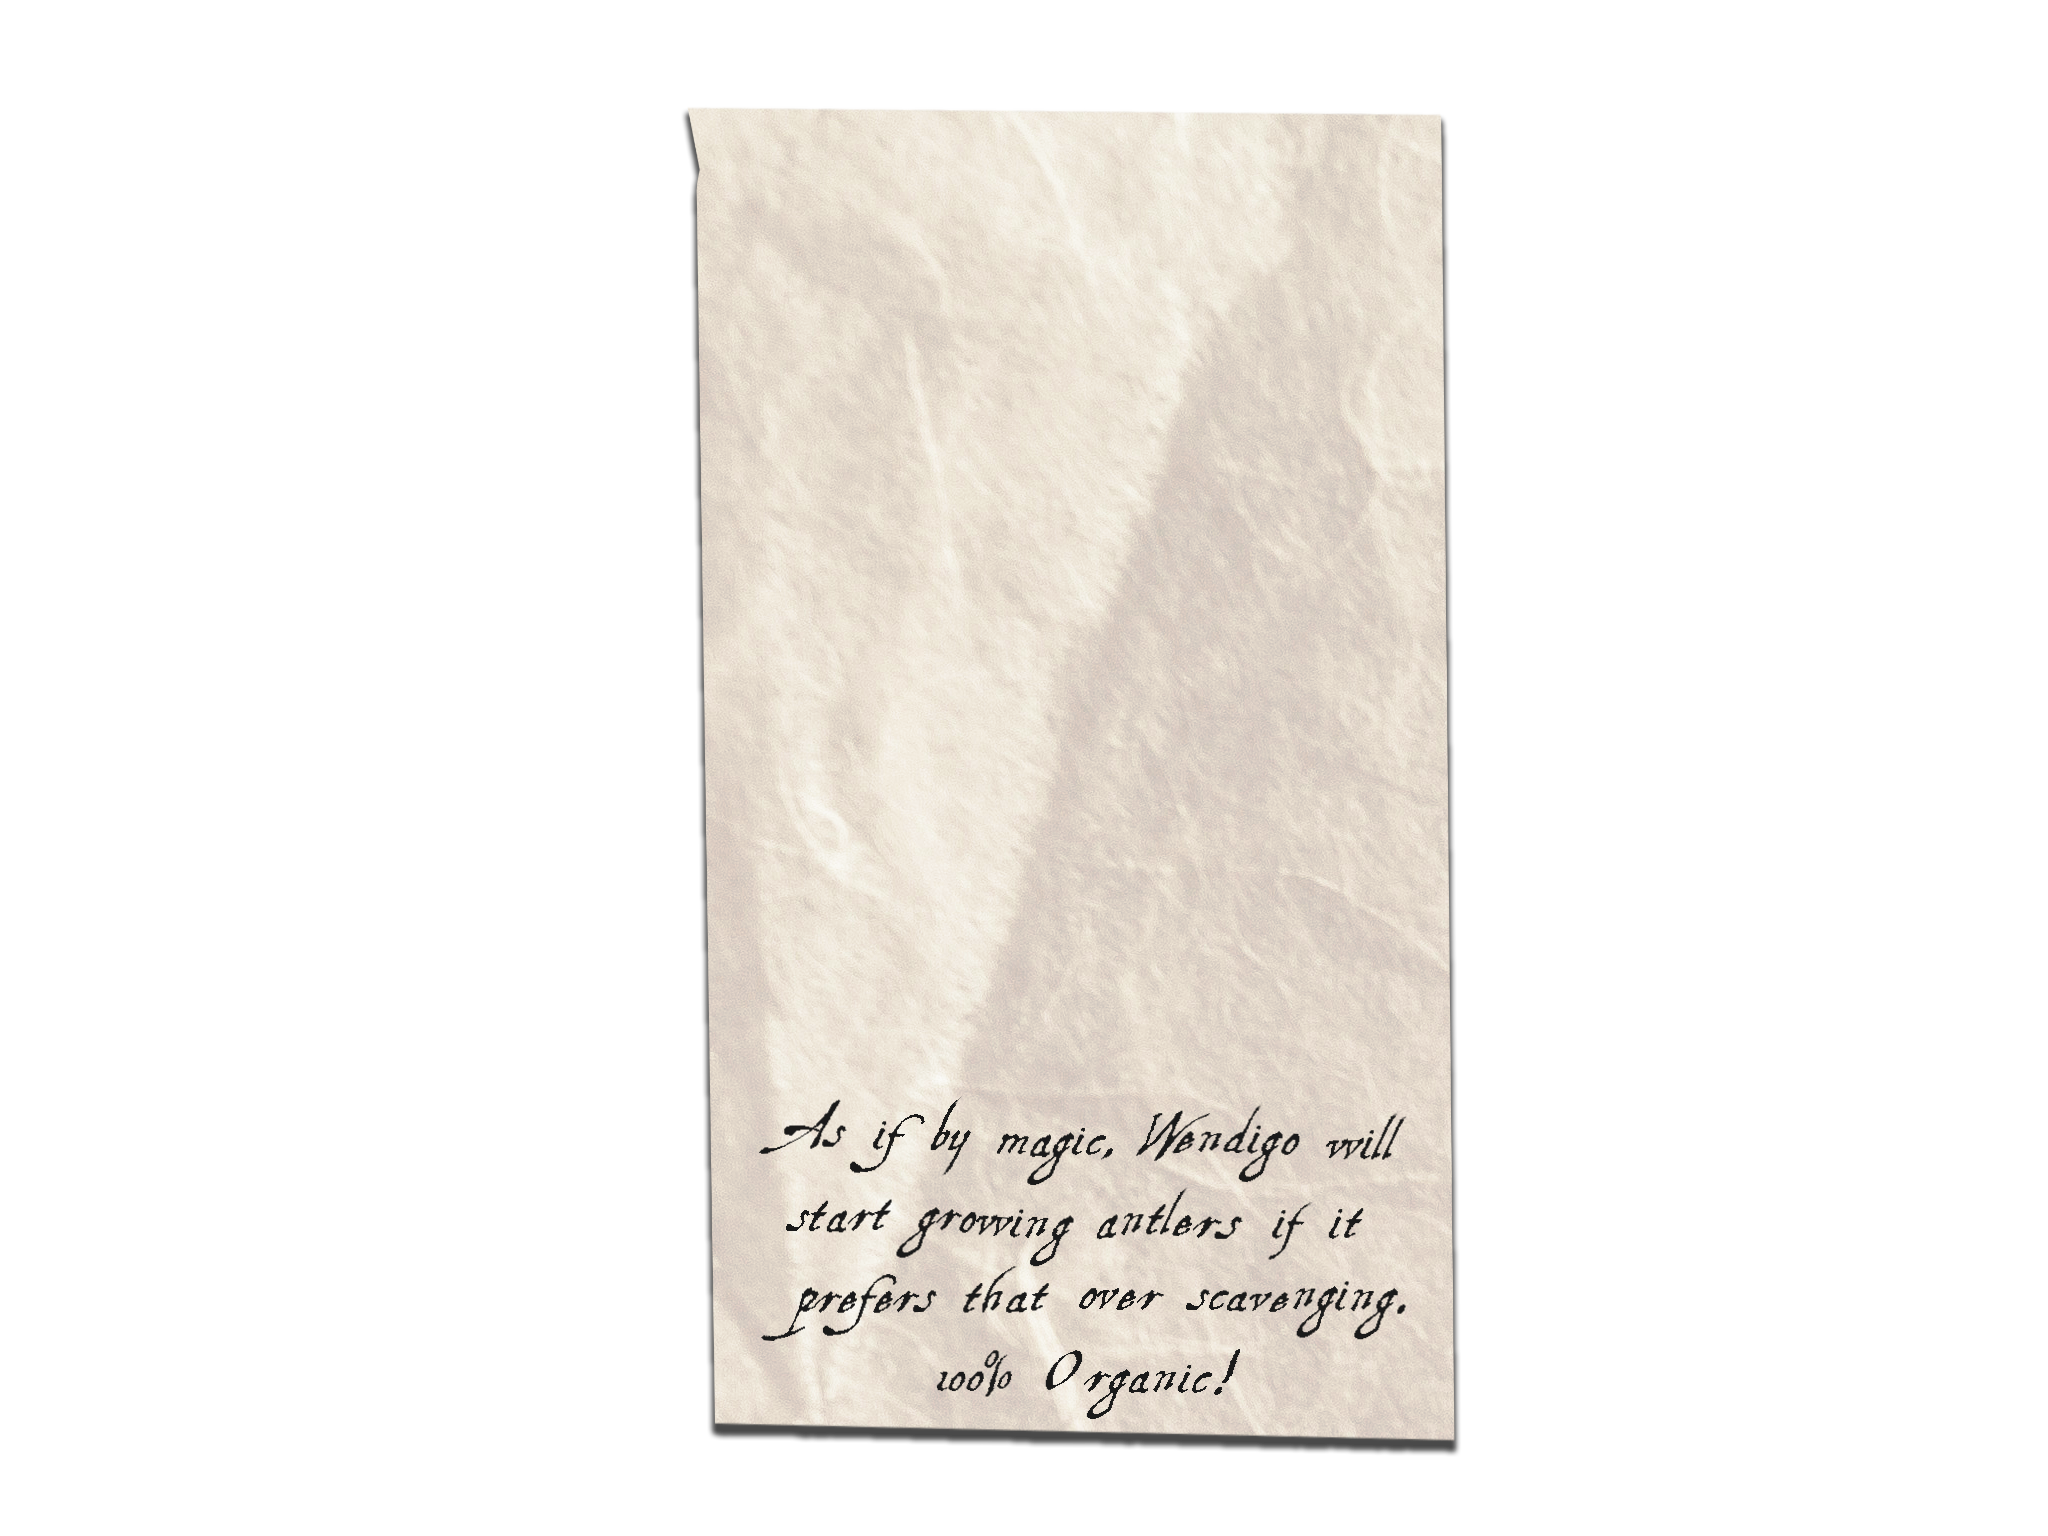 As if by magic, Wendigo will
start growing antlers if it
prefers that over scavenging.
100% Organic!